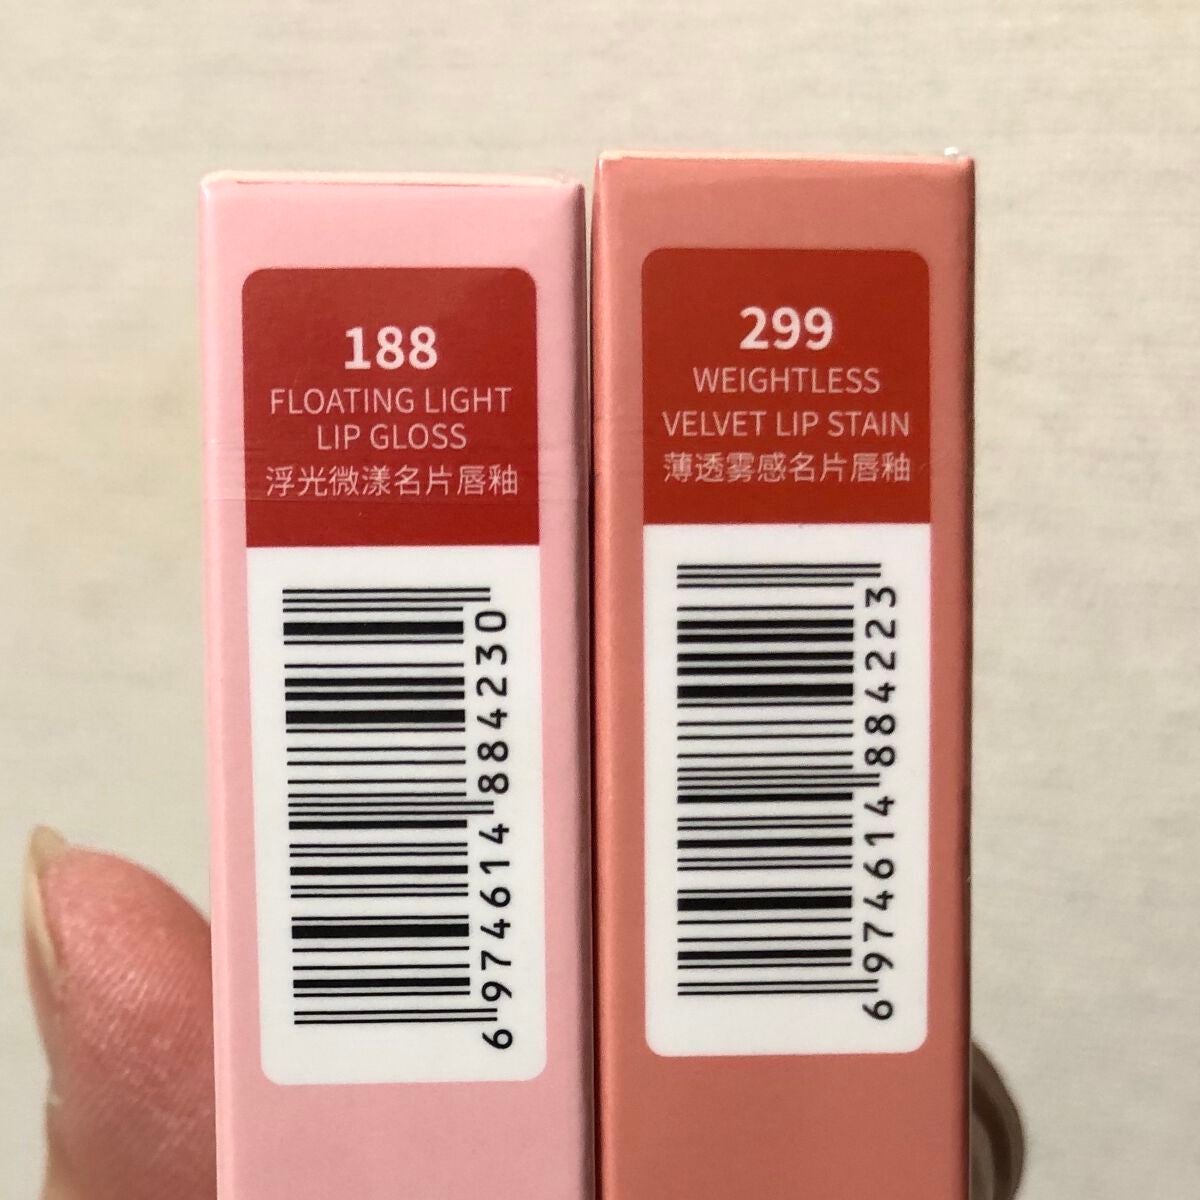 188
FLOATING LIGHT
LIP GLOSS
浮光微漾名片唇釉
6974614884230
299
WEIGHTLESS
VELVET LIP STAIN
薄透雾感名片唇釉
6974614884223